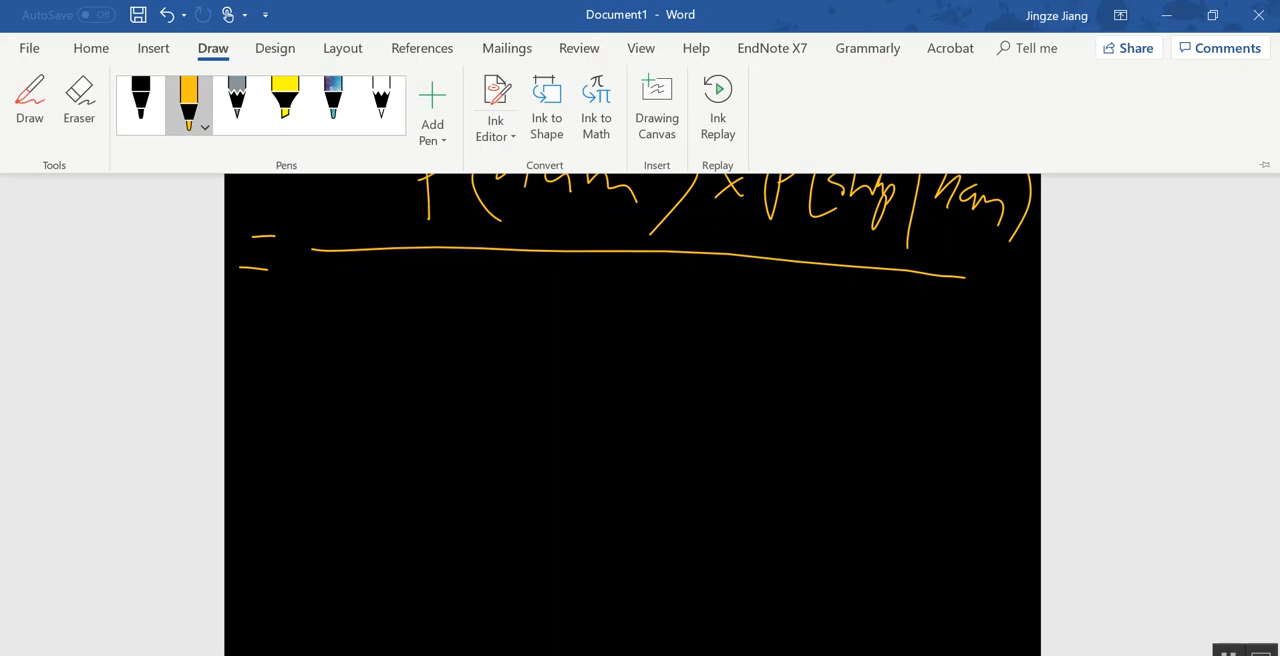 AutoSave Off Document1 - Word Jingze Jiang
File Home Insert Draw Design Layout References Mailings Review View Help EndNote X7 Grammarly Acrobat Tell me Share Comments
Draw Eraser Add Pen Ink Editor Ink to Shape Ink to Math Drawing Canvas Ink Replay
Tools Pens Convert Insert Replay
P ( ) x (P(ship/ham)
=